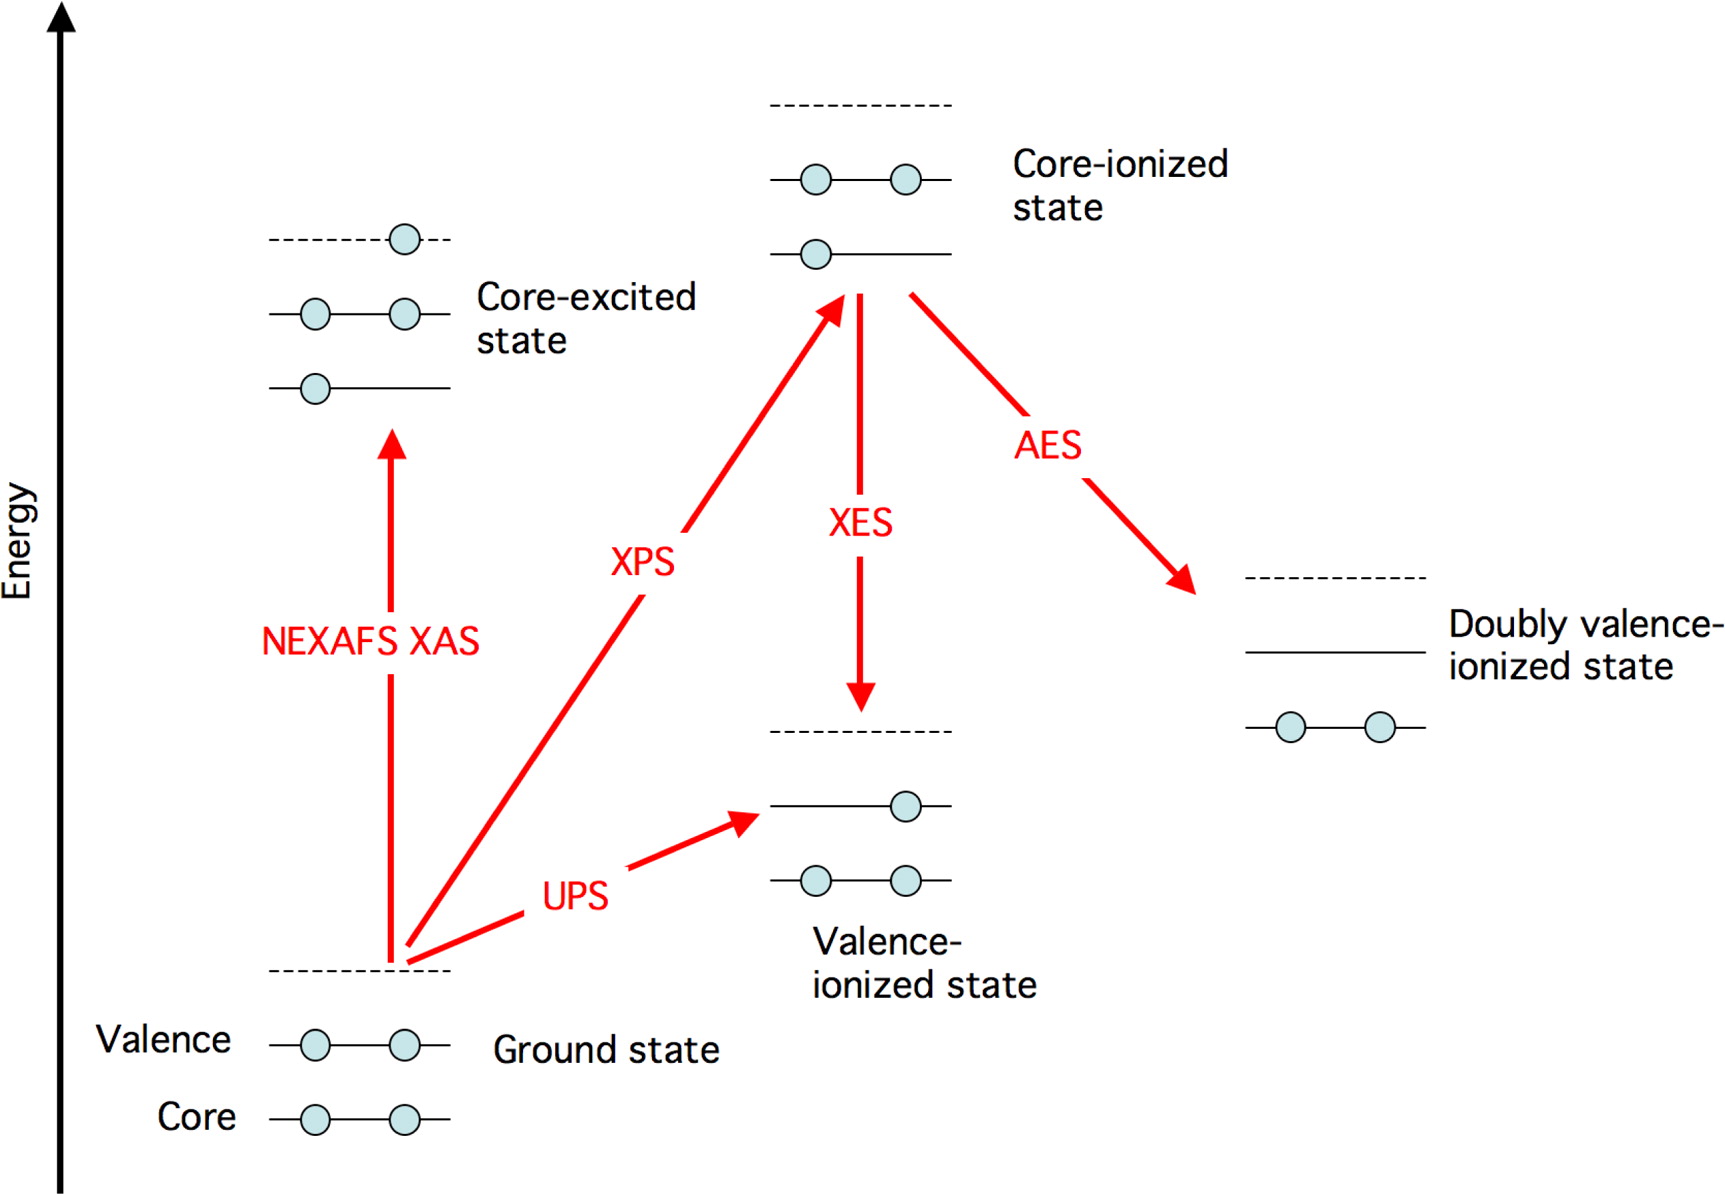 Core-ionized
state
Core-excited
state
AES
Energy
XES
XPS
NEXAFS XAS
Doubly valence-
ionized state
UPS
Valence-
ionized state
Valence
Ground state
Core